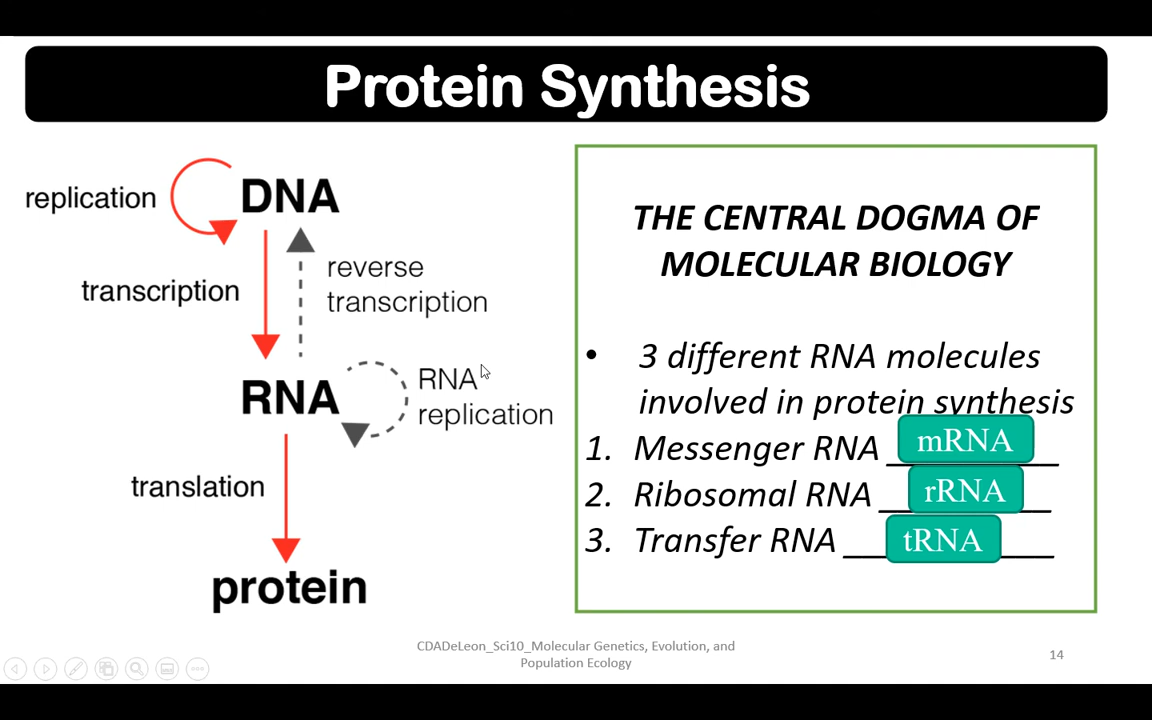 Protein Synthesis
replication
DNA
transcription
reverse
transcription
RNA
RNA
replication
translation
protein
THE CENTRAL DOGMA OF
MOLECULAR BIOLOGY
• 3 different RNA molecules
involved in protein synthesis
1. Messenger RNA mRNA
2. Ribosomal RNA rRNA
3. Transfer RNA tRNA
CDADeLeon_Sci10_Molecular Genetics, Evolution, and
Population Ecology
14